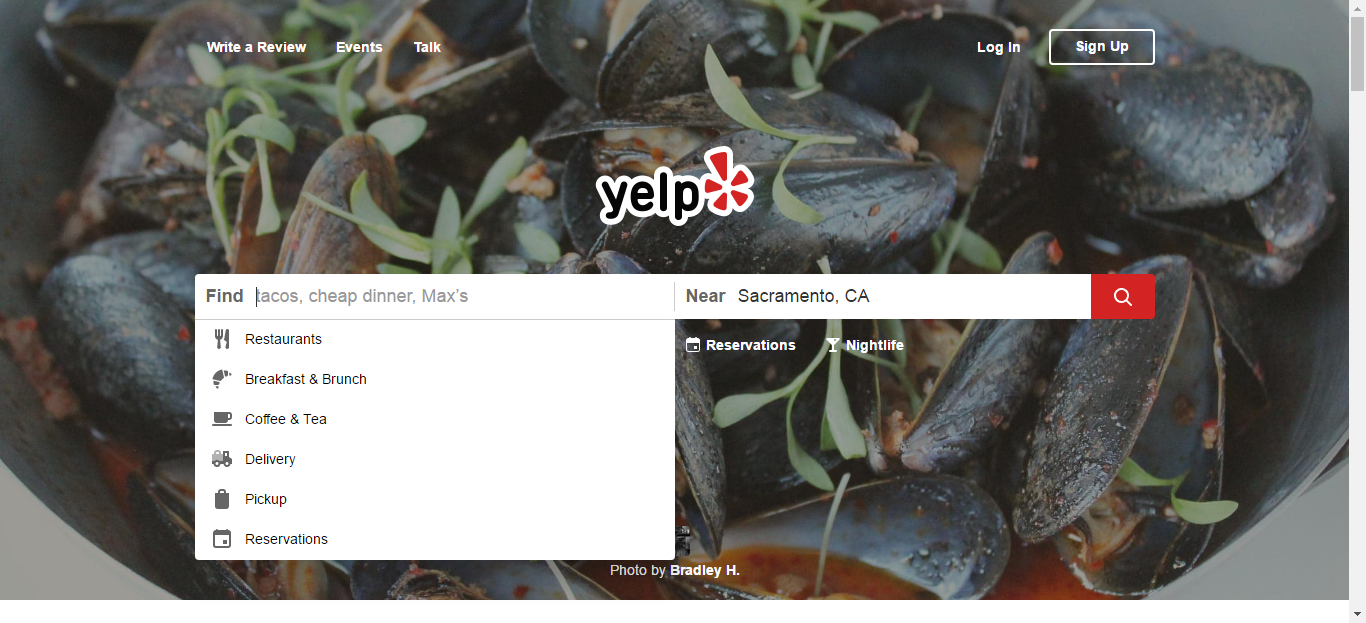 Write a Review Events Talk Log In Sign Up
yelp
Find tacos, cheap dinner, Max's Near Sacramento, CA
Restaurants
Reservations Nightlife
Breakfast & Brunch
Coffee & Tea
Delivery
Pickup
Reservations
Photo by Bradley H.